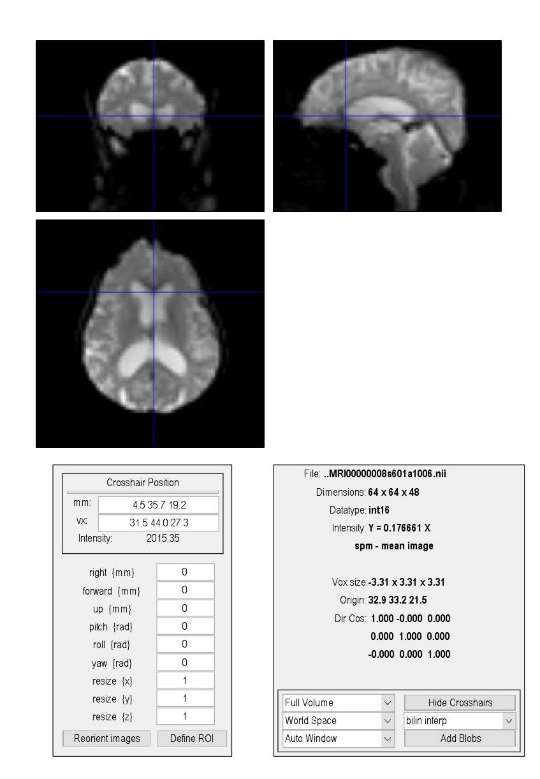 Crosshair Position
mm: 4.5 35.7 19.2
vx: 31.5 44.0 27.3
Intensity: 2015.35
right {mm} 0
forward {mm} 0
up {mm} 0
pitch {rad} 0
roll {rad} 0
yaw {rad} 0
resize {x} 1
resize {y} 1
resize {z} 1
Reorient images Define ROI
File: ..MRI00000008s601a1006.nii
Dimensions: 64 x 64 x 48
Datatype: int16
Intensity: Y = 0.176661 X
spm - mean image
Vox size: -3.31 x 3.31 x 3.31
Origin: 32.9 33.2 21.5
Dir Cos: 1.000 -0.000 0.000
0.000 1.000 0.000
-0.000 0.000 1.000
Full Volume Hide Crosshairs
World Space bilin interp
Auto Window Add Blobs